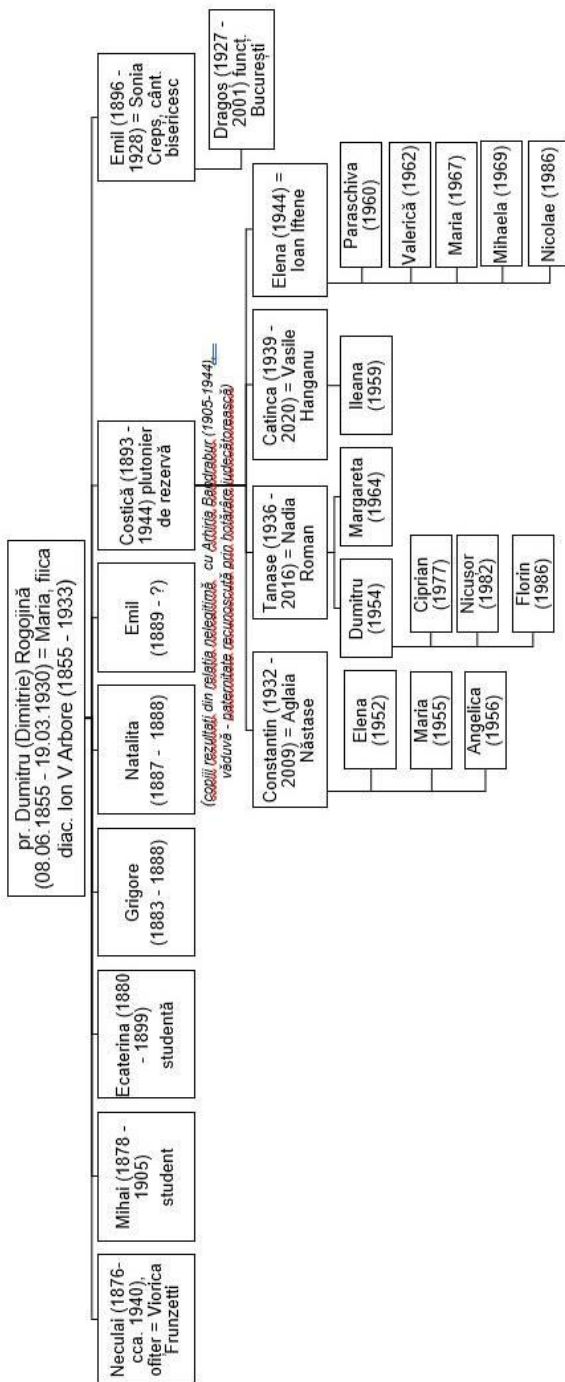 pr. Dumitru (Dimitrie) Rogojină
(08.06.1855 - 19.03.1930) = Maria, fiica
diac. Ion V Arbore (1855 - 1933)
Neculai (1876-
cca. 1940),
ofițer = Viorica
Frunzetti
Mihai (1878 -
1905)
student
Ecaterina (1880
- 1899)
studentă
Grigore
(1883 - 1888)
Natalita
(1887 - 1888)
Emil
(1889 - ?)
Costică (1893 -
1944) plutonier
de rezervă
Emil (1896 -
1928) = Sonia
Creps, cânt.
bisericesc
(copiii rezultați din relația nelegitimă cu Arhiria Bandrabur (1905-1944),
văduvă - paternitate recunoscută prin hotărâre judecătorească)
Dragoș (1927 -
2001) funcț.
București
Constantin (1932 -
2009) = Aglaia
Năstase
Tanase (1936 -
2016) = Nadia
Roman
Catinca (1939 -
2020) = Vasile
Hanganu
Elena (1944) =
Ioan Iftene
Elena
(1952)
Maria
(1955)
Angelica
(1956)
Dumitru
(1954)
Margareta
(1964)
Ciprian
(1977)
Nicușor
(1982)
Florin
(1986)
Ileana
(1959)
Paraschiva
(1960)
Valerică (1962)
Maria (1967)
Mihaela (1969)
Nicolae (1986)